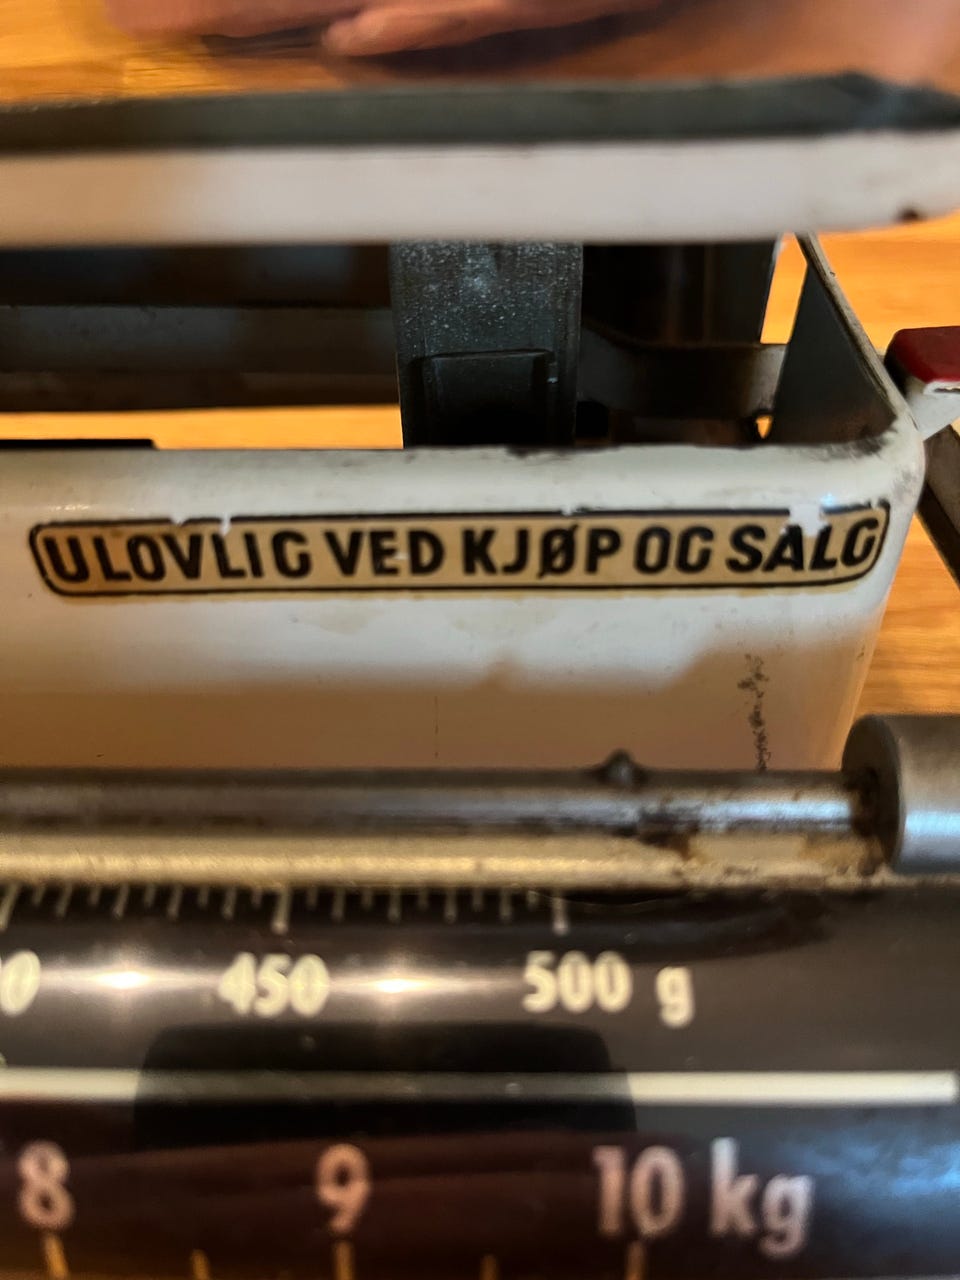 ULOVLIG VED KJØP OG SALG
450 500 g
8 9 10 kg